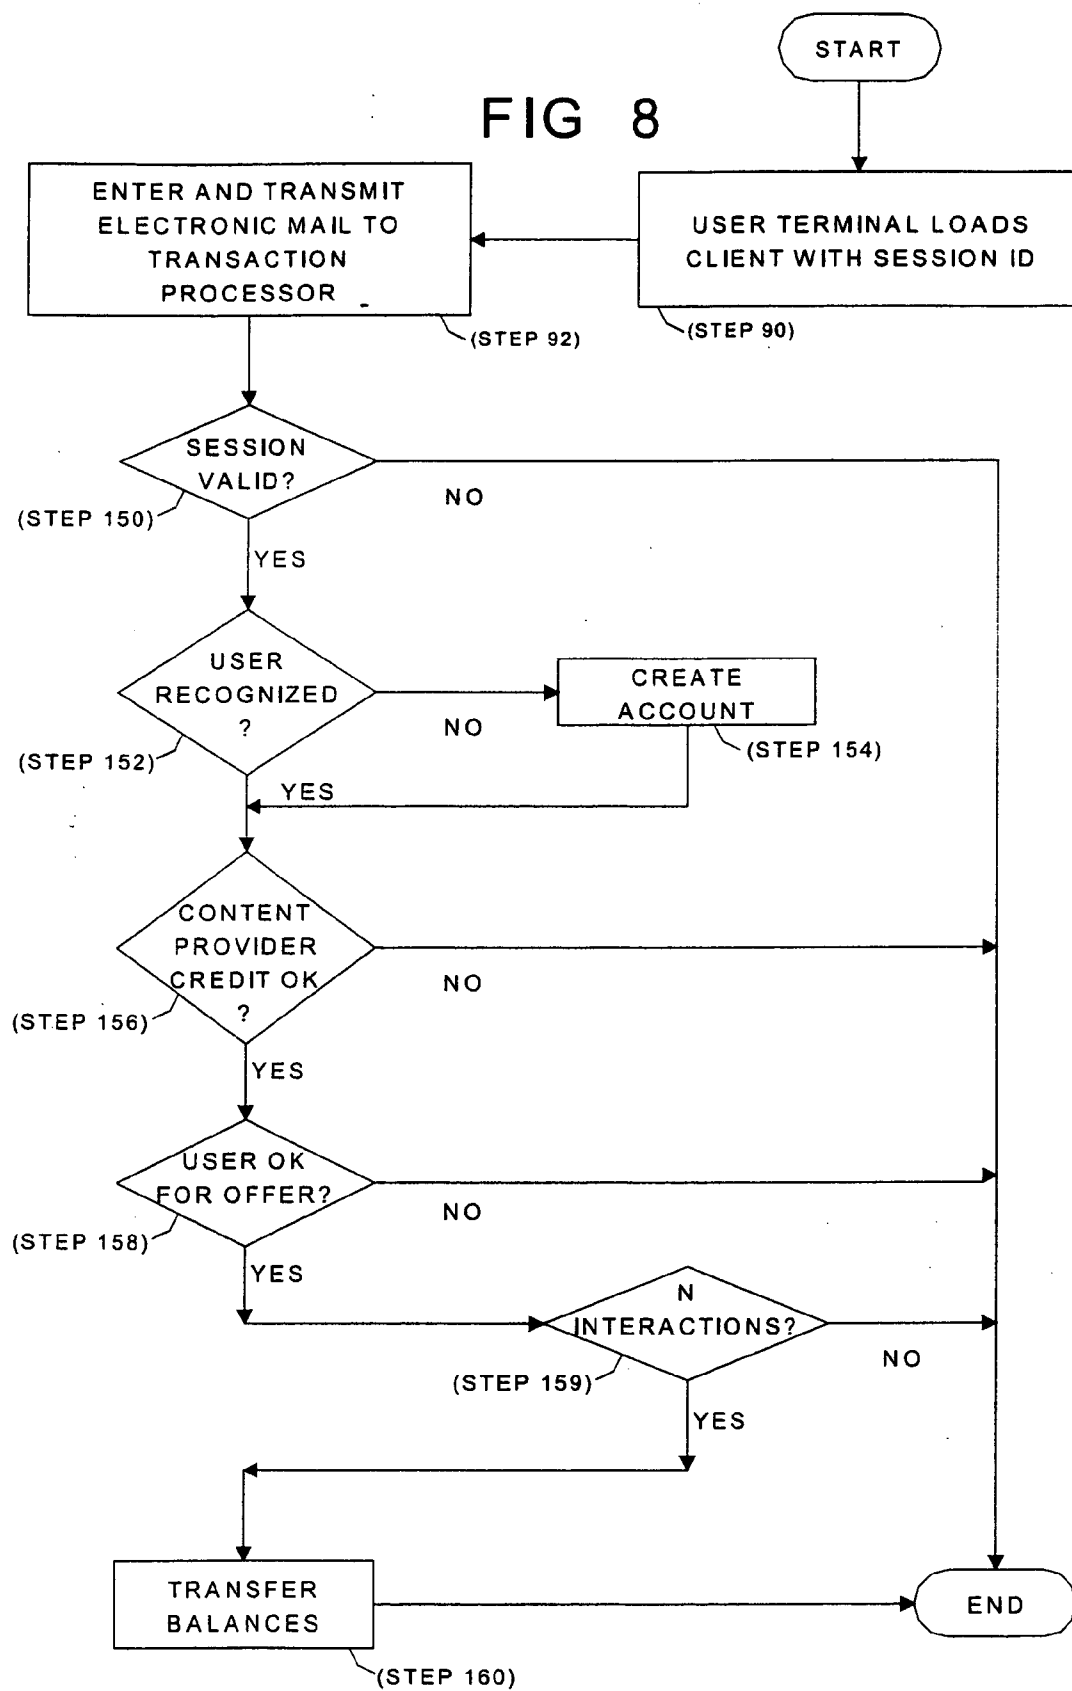 START
FIG 8
USER TERMINAL LOADS
CLIENT WITH SESSION ID
(STEP 90)
ENTER AND TRANSMIT
ELECTRONIC MAIL TO
TRANSACTION
PROCESSOR
(STEP 92)
SESSION
VALID?
(STEP 150)
NO
YES
USER
RECOGNIZED
?
(STEP 152)
NO
CREATE
ACCOUNT
(STEP 154)
YES
CONTENT
PROVIDER
CREDIT OK
?
(STEP 156)
NO
YES
USER OK
FOR OFFER?
(STEP 158)
NO
YES
N
INTERACTIONS?
(STEP 159)
NO
YES
TRANSFER
BALANCES
(STEP 160)
END